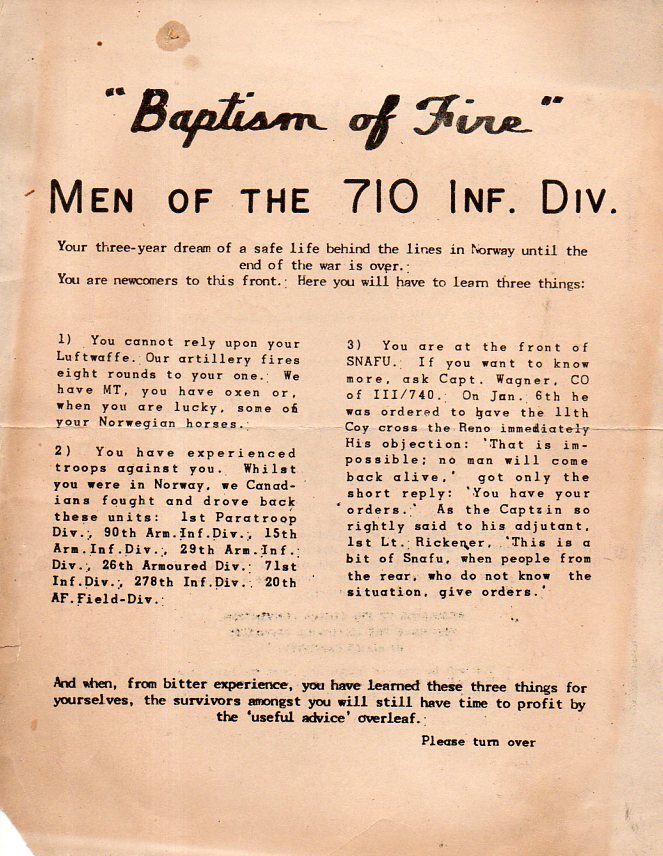 "Baptism of Fire"
MEN OF THE 710 INF. DIV.
Your three-year dream of a safe life behind the lines in Norway until the
end of the war is over.
You are newcomers to this front. Here you will have to learn three things:
1) You cannot rely upon your
Luftwaffe. Our artillery fires
eight rounds to your one. We
have MT, you have oxen or,
when you are lucky, some of
your Norwegian horses.
2) You have experienced
troops against you. Whilst
you were in Norway, we Canad-
ians fought and drove back
these units: 1st Paratroop
Div., 90th Arm.Inf.Div., 15th
Arm.Inf.Div., 29th Arm.Inf.
Div., 26th Armoured Div. 71st
Inf.Div., 278th Inf.Div. 20th
AF.Field-Div.
3) You are at the front of
SNAFU. If you want to know
more, ask Capt. Wagner, CO
of III/740. On Jan. 6th he
was ordered to have the 11th
Coy cross the Reno immediately
His objection: 'That is im-
possible; no man will come
back alive,' got only the
short reply: 'You have your
orders.' As the Captain so
rightly said to his adjutant,
1st Lt. Rickener, 'This is a
bit of Snafu, when people from
the rear, who do not know the
situation, give orders.'
And when, from bitter experience, you have learned these three things for
yourselves, the survivors amongst you will still have time to profit by
the 'useful advice' overleaf.
Please turn over